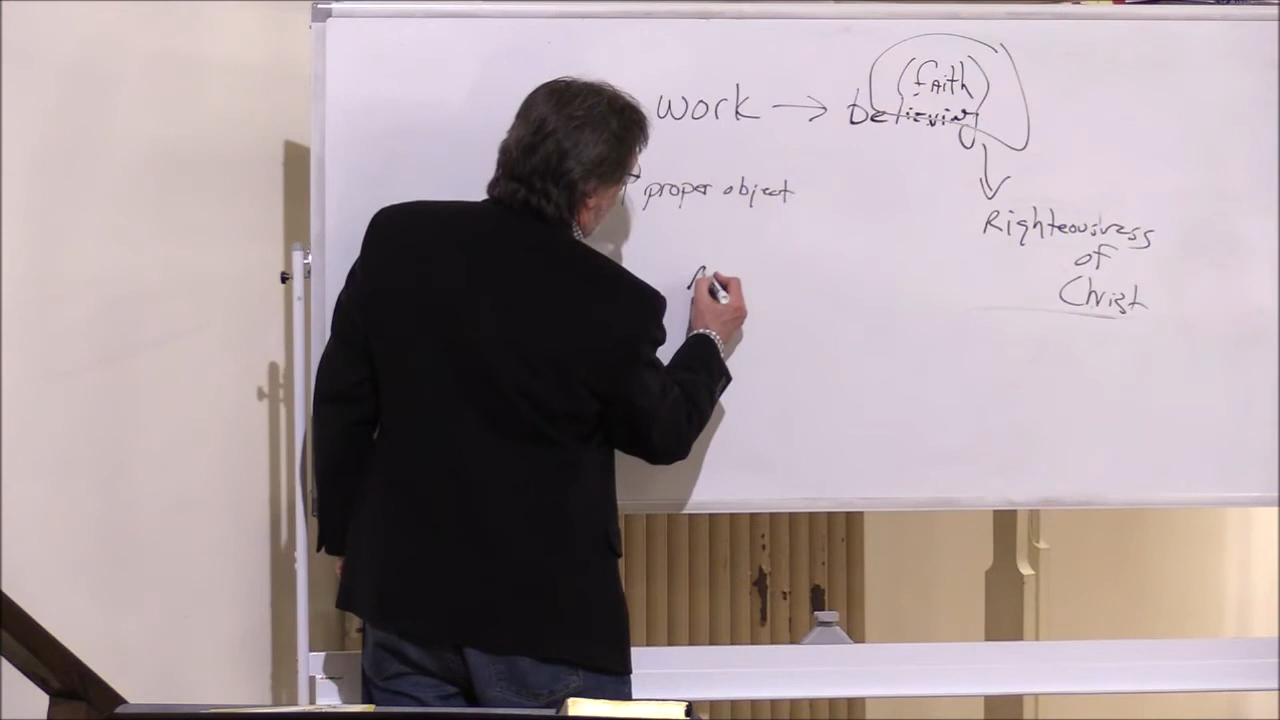 (faith)
work → believing
proper object
Righteousness
of
Christ